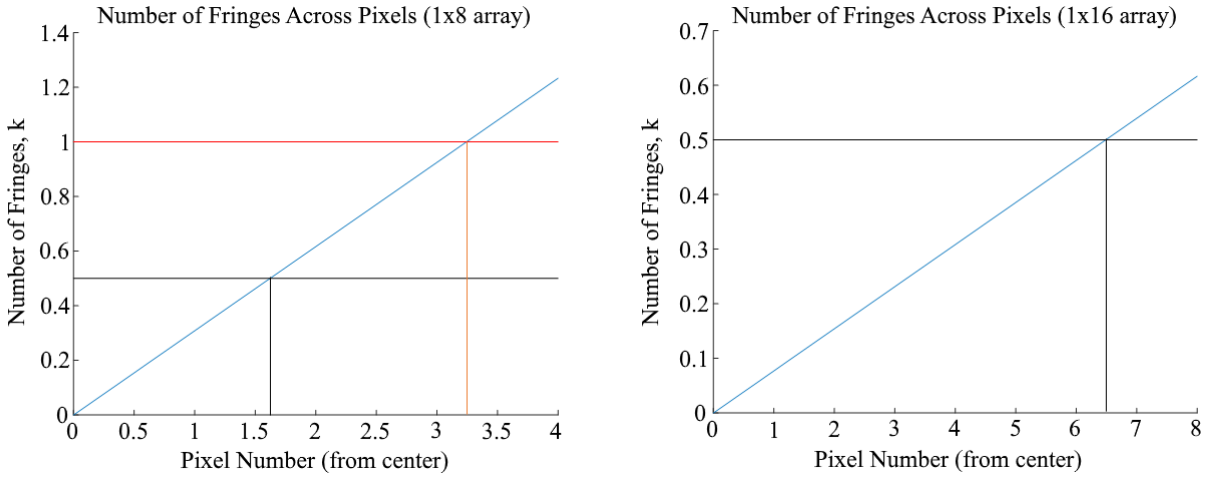 Number of Fringes Across Pixels (1x8 array)
Number of Fringes, k
1.4
1.2
1
0.8
0.6
0.4
0.2
0
0 0.5 1 1.5 2 2.5 3 3.5 4
Pixel Number (from center)
Number of Fringes Across Pixels (1x16 array)
Number of Fringes, k
0.7
0.6
0.5
0.4
0.3
0.2
0.1
0
0 1 2 3 4 5 6 7 8
Pixel Number (from center)